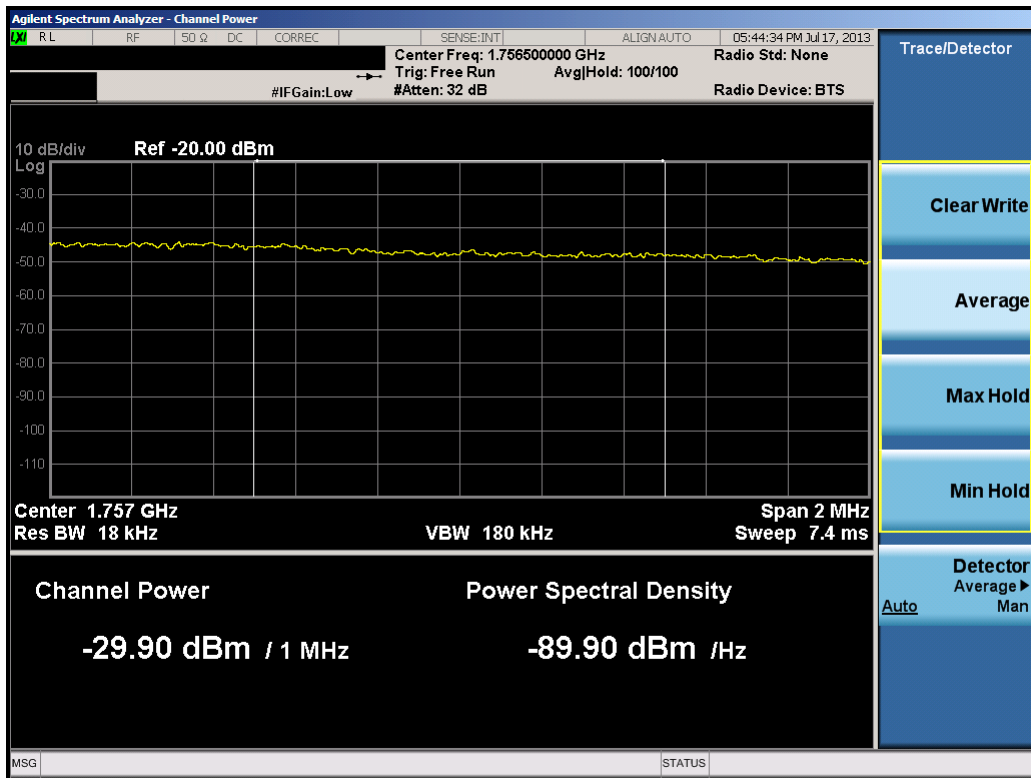 Agilent Spectrum Analyzer - Channel Power
LXI RL RF 50 Ω DC CORREC SENSE:INT ALIGN AUTO 05:44:34 PM Jul 17, 2013
Center Freq: 1.756500000 GHz Radio Std: None
Trig: Free Run Avg|Hold: 100/100
#IFGain:Low #Atten: 32 dB Radio Device: BTS
10 dB/div Ref -20.00 dBm
Log
-30.0
-40.0
-50.0
-60.0
-70.0
-80.0
-90.0
-100
-110
Center 1.757 GHz Span 2 MHz
Res BW 18 kHz VBW 180 kHz Sweep 7.4 ms
Channel Power Power Spectral Density
-29.90 dBm / 1 MHz -89.90 dBm /Hz
MSG STATUS
Trace/Detector
Clear Write
Average
Max Hold
Min Hold
Detector
Average▶
Auto Man